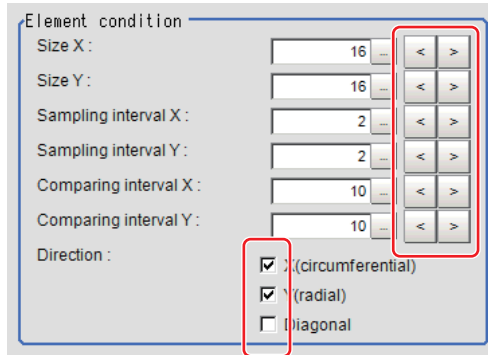 Element condition
Size X : 16 ... < >
Size Y : 16 ... < >
Sampling interval X : 2 ... < >
Sampling interval Y : 2 ... < >
Comparing interval X : 10 ... < >
Comparing interval Y : 10 ... < >
Direction : X(circumferential)
Y(radial)
Diagonal